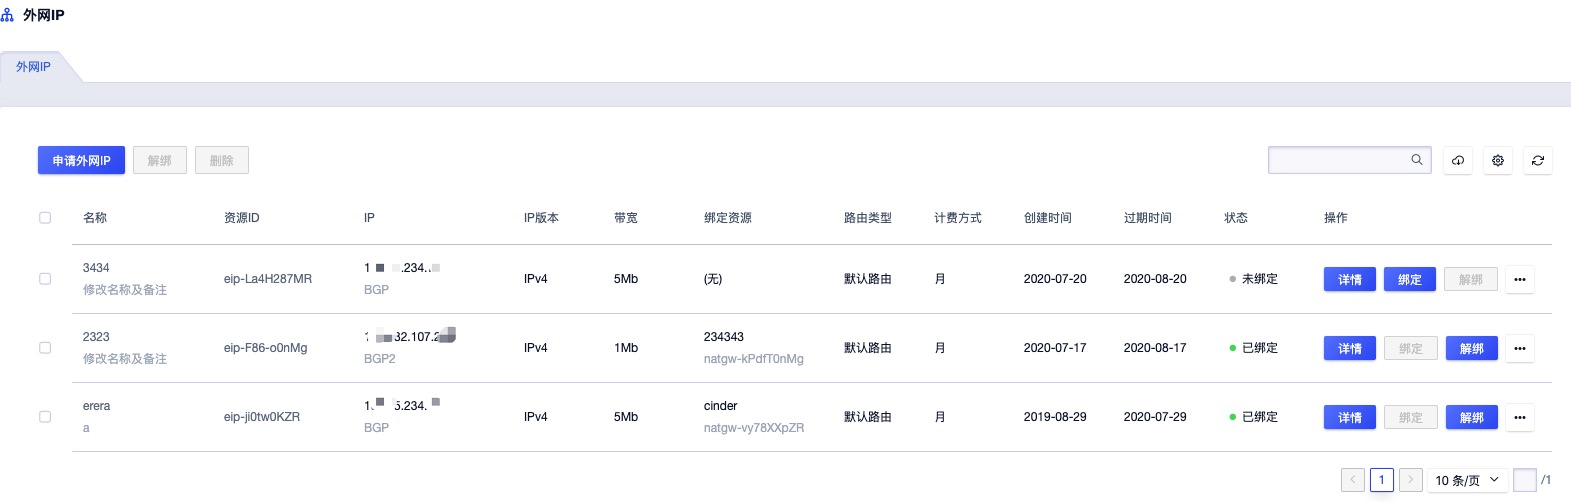 外网IP
外网IP
申请外网IP 解绑 删除
名称 资源ID IP IP版本 带宽 绑定资源 路由类型 计费方式 创建时间 过期时间 状态 操作
3434 eip-La4H287MR .234. IPv4 5Mb (无) 默认路由 月 2020-07-20 2020-08-20 未绑定 详情 绑定 解绑 •••
修改名称及备注 BGP
2323 eip-F86-o0nMg 32.107. IPv4 1Mb 234343 默认路由 月 2020-07-17 2020-08-17 已绑定 详情 绑定 解绑 •••
修改名称及备注 BGP2 natgw-kPdfT0nMg
erera eip-ji0tw0KZR 5.234. IPv4 5Mb cinder 默认路由 月 2019-08-29 2020-07-29 已绑定 详情 绑定 解绑 •••
a BGP natgw-vy78XXpZR
< 1 > 10 条/页 /1